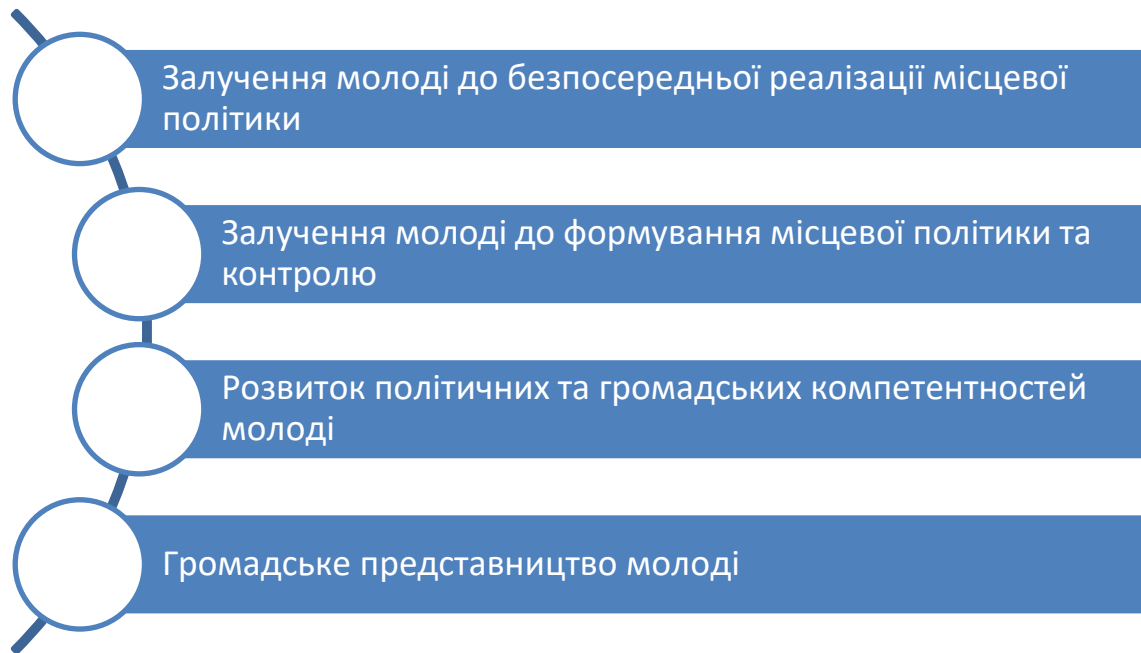 Залучення молоді до безпосередньої реалізації місцевої
політики
Залучення молоді до формування місцевої політики та
контролю
Розвиток політичних та громадських компетентностей
молоді
Громадське представництво молоді